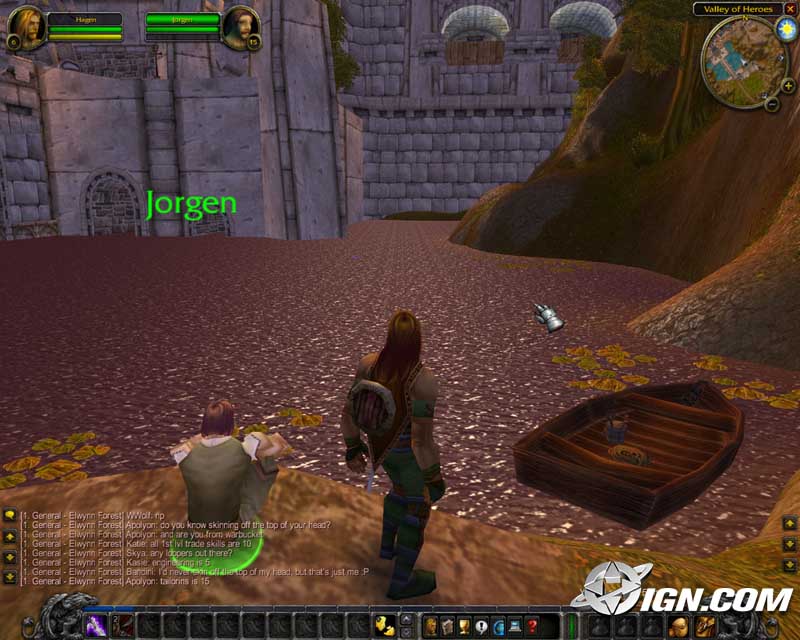 Hagen
Jorgen
Valley of Heroes
N
6
15
Jorgen
[1. General - Elwynn Forest] WWolf: np
[1. General - Elwynn Forest] Apolyon: do you know skinning off the top of your head?
[1. General - Elwynn Forest] Apolyon: and are you from warbucket
[1. General - Elwynn Forest] Katie: all 1st lvl trade skills are 10
[1. General - Elwynn Forest] Skya: any loppers out there?
[1. General - Elwynn Forest] Kasie: engineering is 5
[1. General - Elwynn Forest] I'd never skin off the top of my head, but that's just me :P
[1. General - Elwynn Forest] Apolyon: tailoring is 15
2
IGN.COM